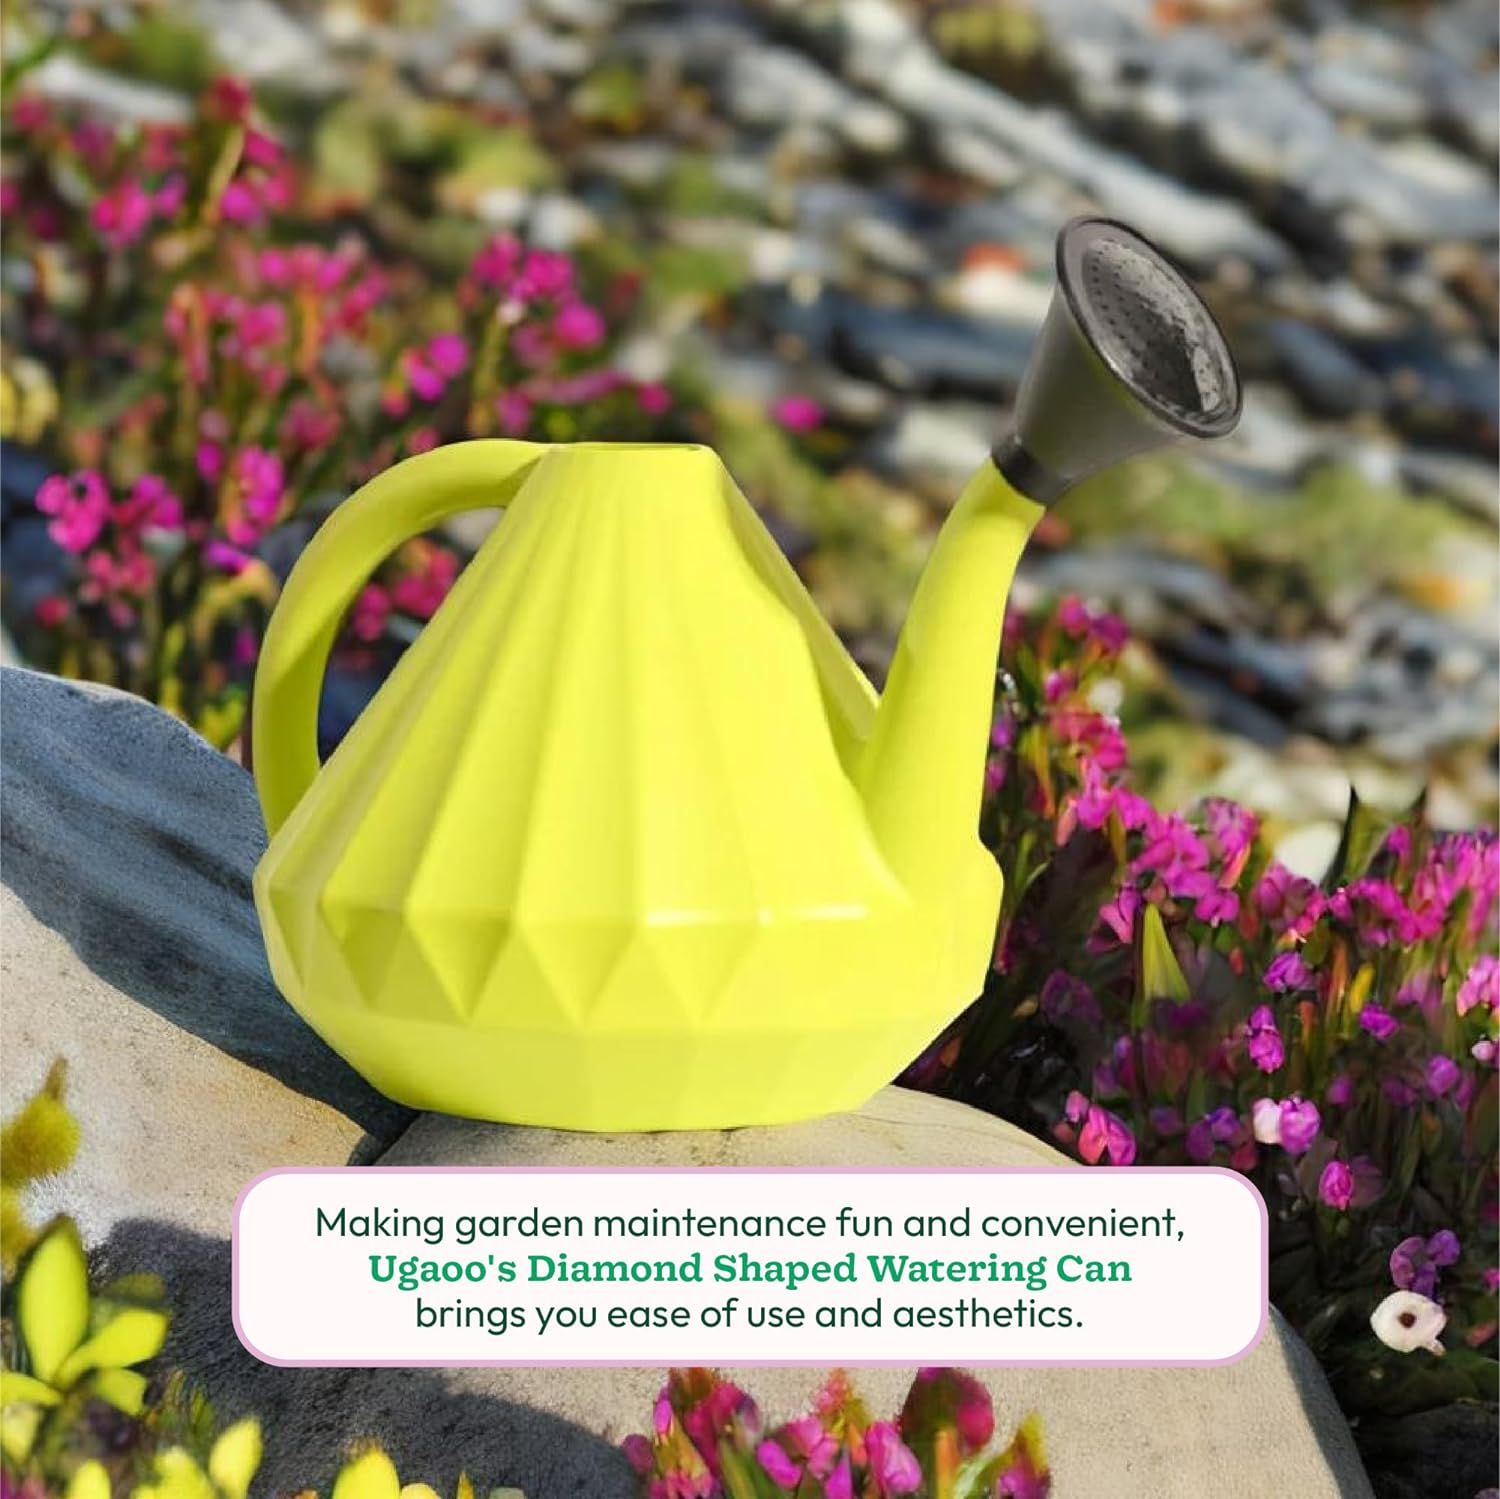 Making garden maintenance fun and convenient,
Ugaoo's Diamond Shaped Watering Can
brings you ease of use and aesthetics.